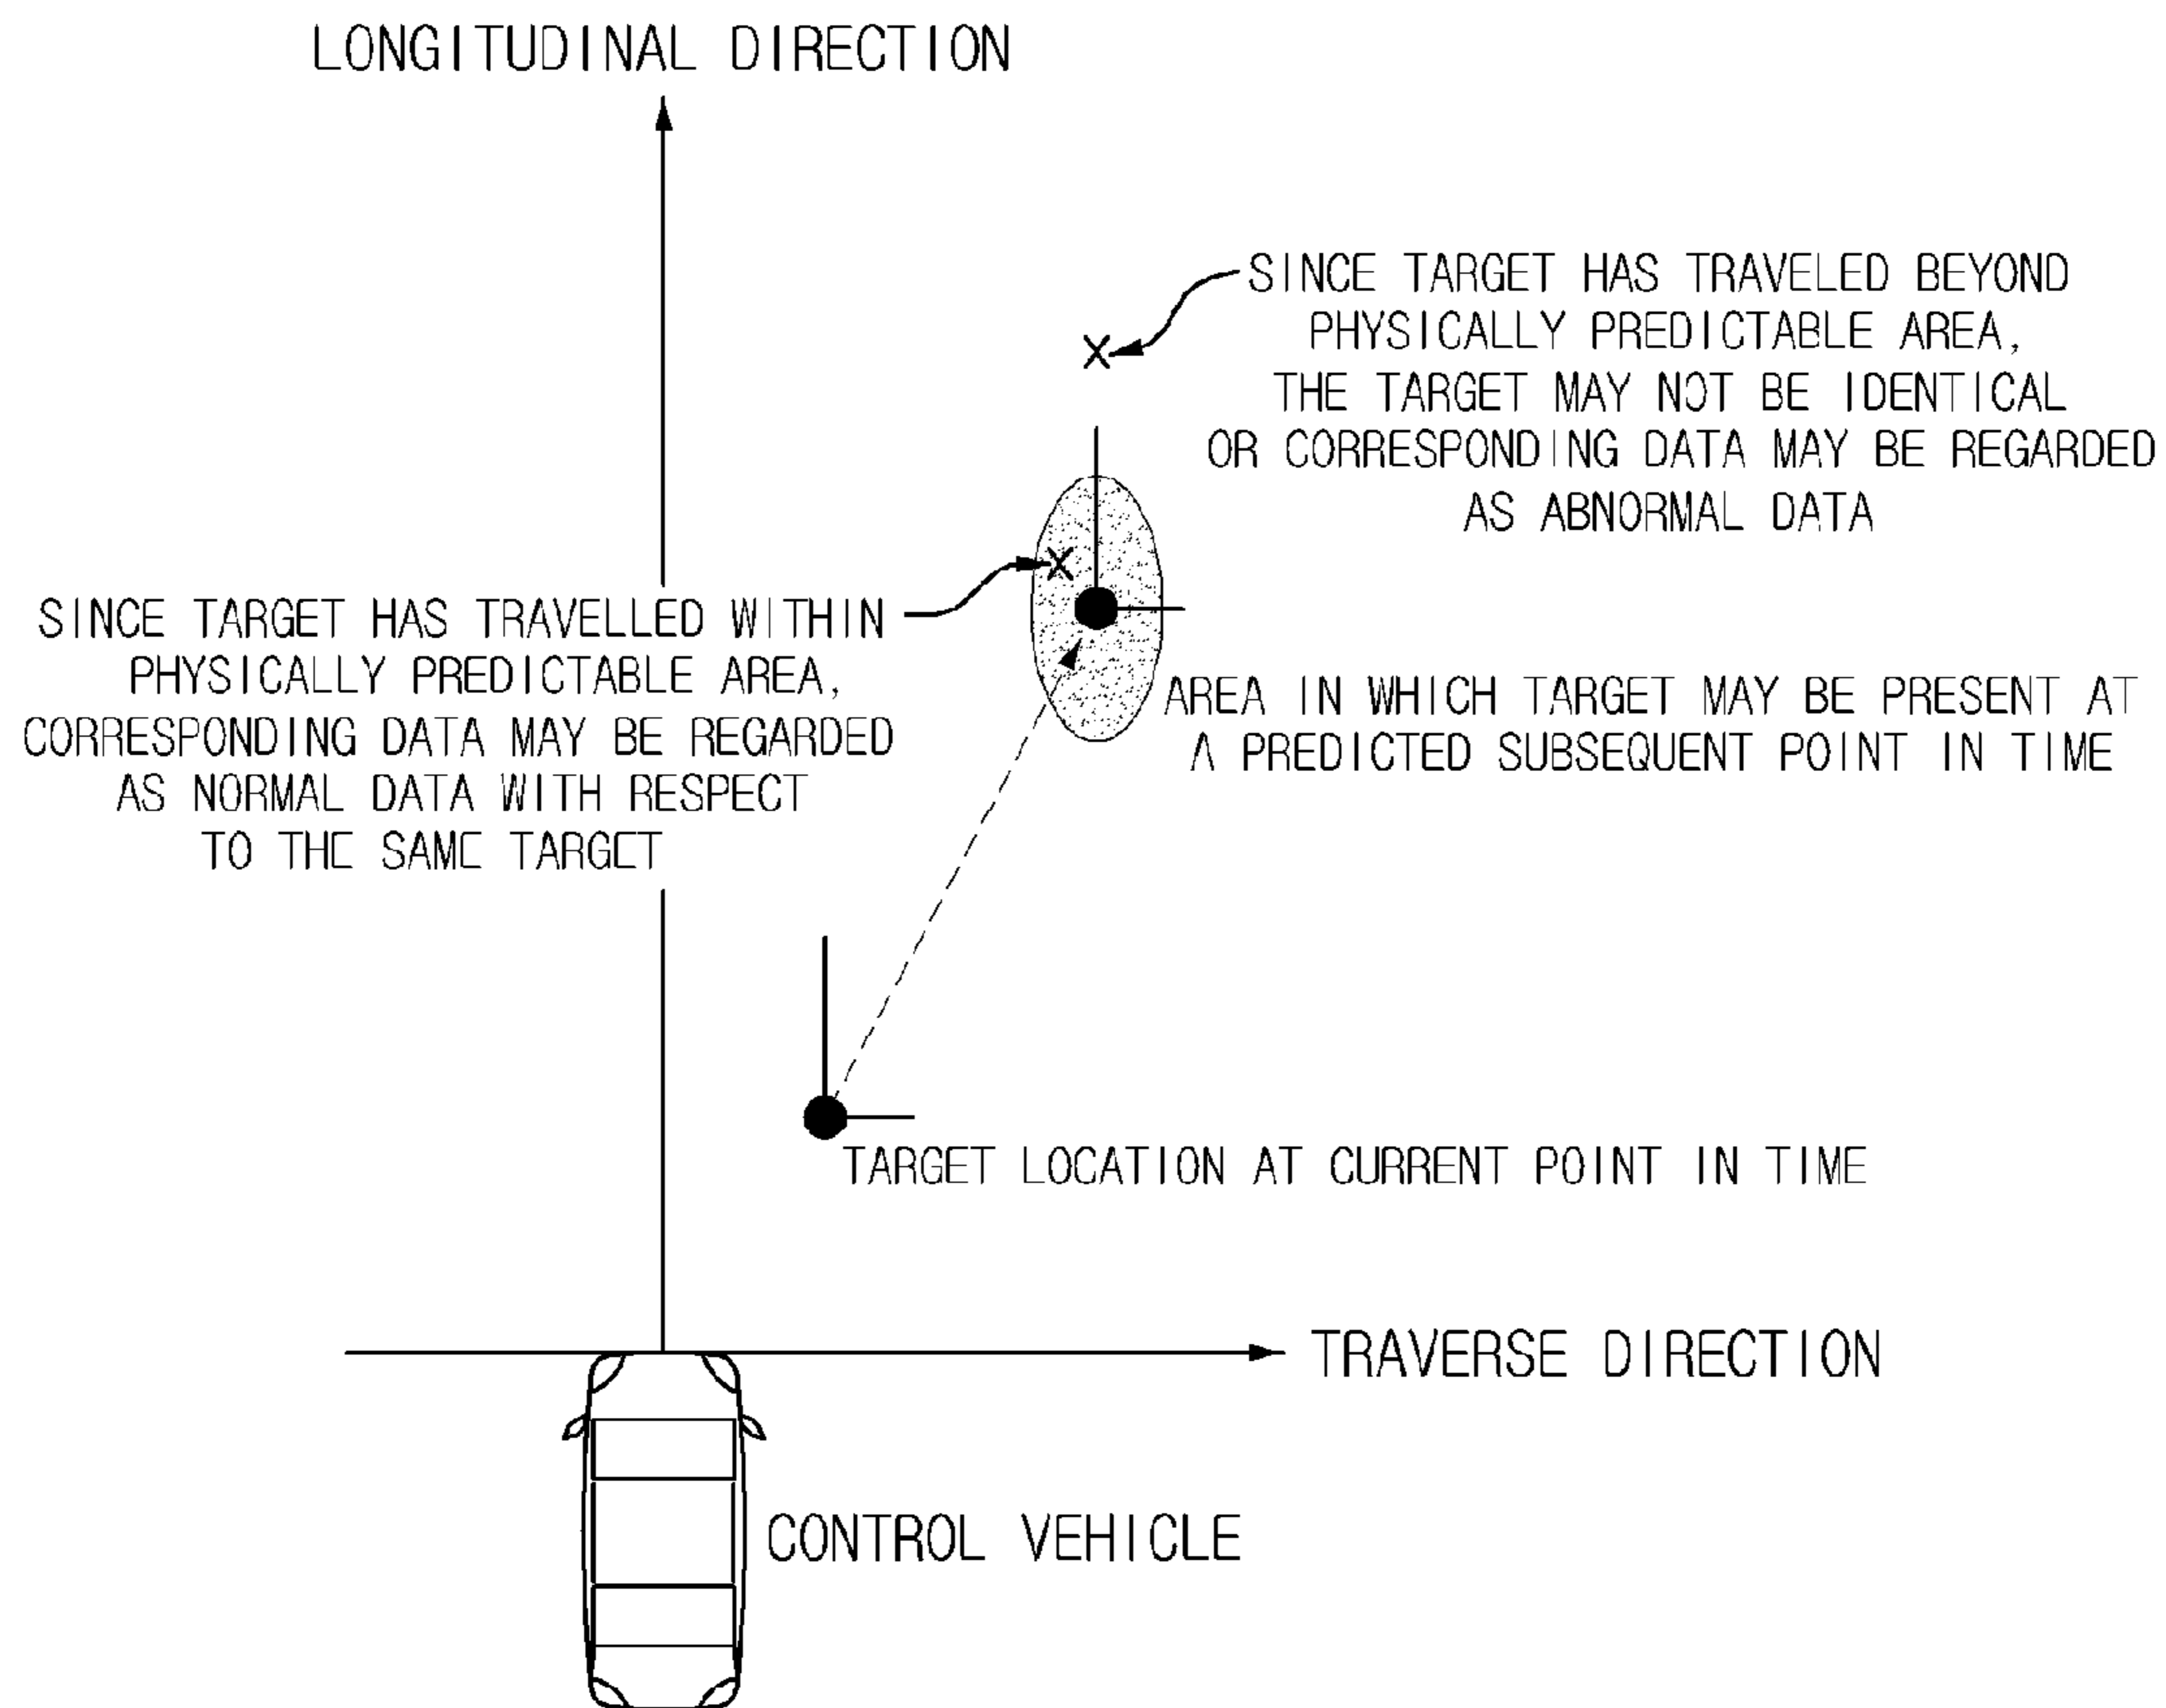 LONGITUDINAL DIRECTION
SINCE TARGET HAS TRAVELED BEYOND
PHYSICALLY PREDICTABLE AREA,
THE TARGET MAY NOT BE IDENTICAL
OR CORRESPONDING DATA MAY BE REGARDED
AS ABNORMAL DATA
SINCE TARGET HAS TRAVELLED WITHIN
PHYSICALLY PREDICTABLE AREA,
CORRESPONDING DATA MAY BE REGARDED
AS NORMAL DATA WITH RESPECT
TO THE SAME TARGET
AREA IN WHICH TARGET MAY BE PRESENT AT
A PREDICTED SUBSEQUENT POINT IN TIME
TARGET LOCATION AT CURRENT POINT IN TIME
TRAVERSE DIRECTION
CONTROL VEHICLE